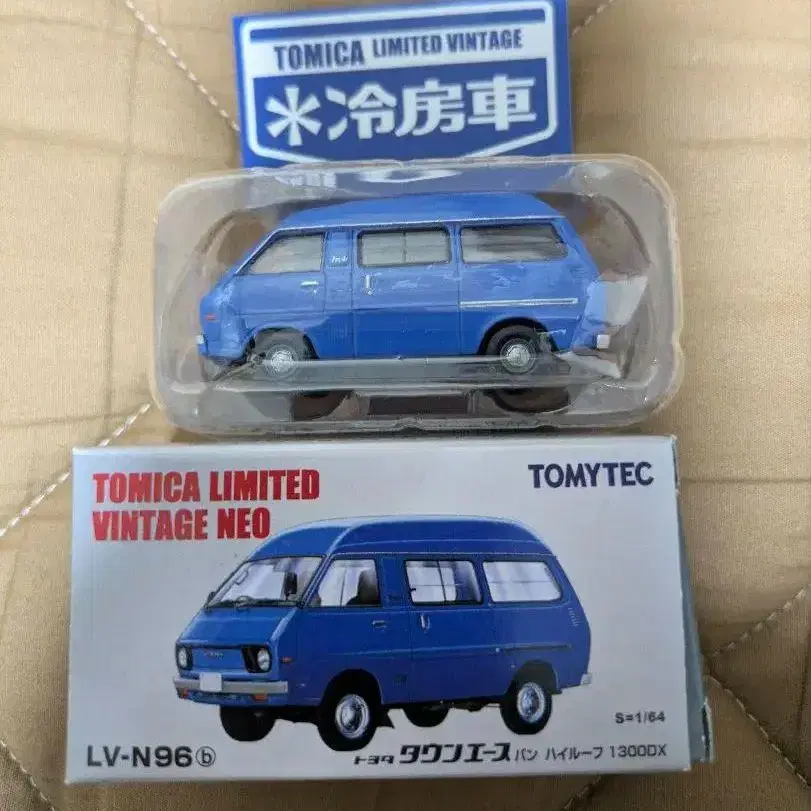 TOMICA LIMITED VINTAGE
冷房車
TOMICA LIMITED
VINTAGE NEO
TOMYTEC
S=1/64
LV-N96ⓑ
トヨタ タウンエース バン ハイルーフ 1300DX